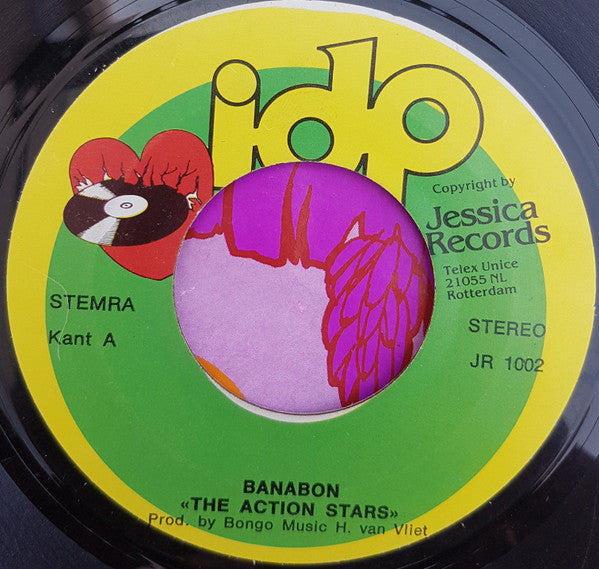 jdp
Copyright by
Jessica
Records
Telex Unice
21055 NL
Rotterdam
STEMRA
Kant A
STEREO
JR 1002
BANABON
«THE ACTION STARS»
Prod. by Bongo Music H. van Vliet